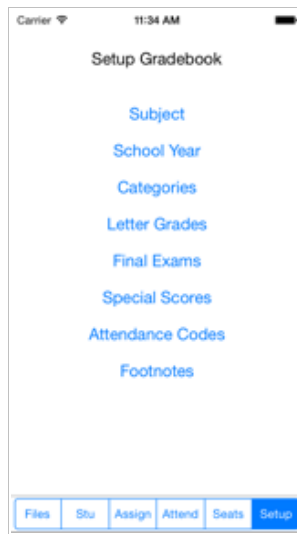 Carrier 11:34 AM
Setup Gradebook
Subject
School Year
Categories
Letter Grades
Final Exams
Special Scores
Attendance Codes
Footnotes
Files Stu Assign Attend Seats Setup